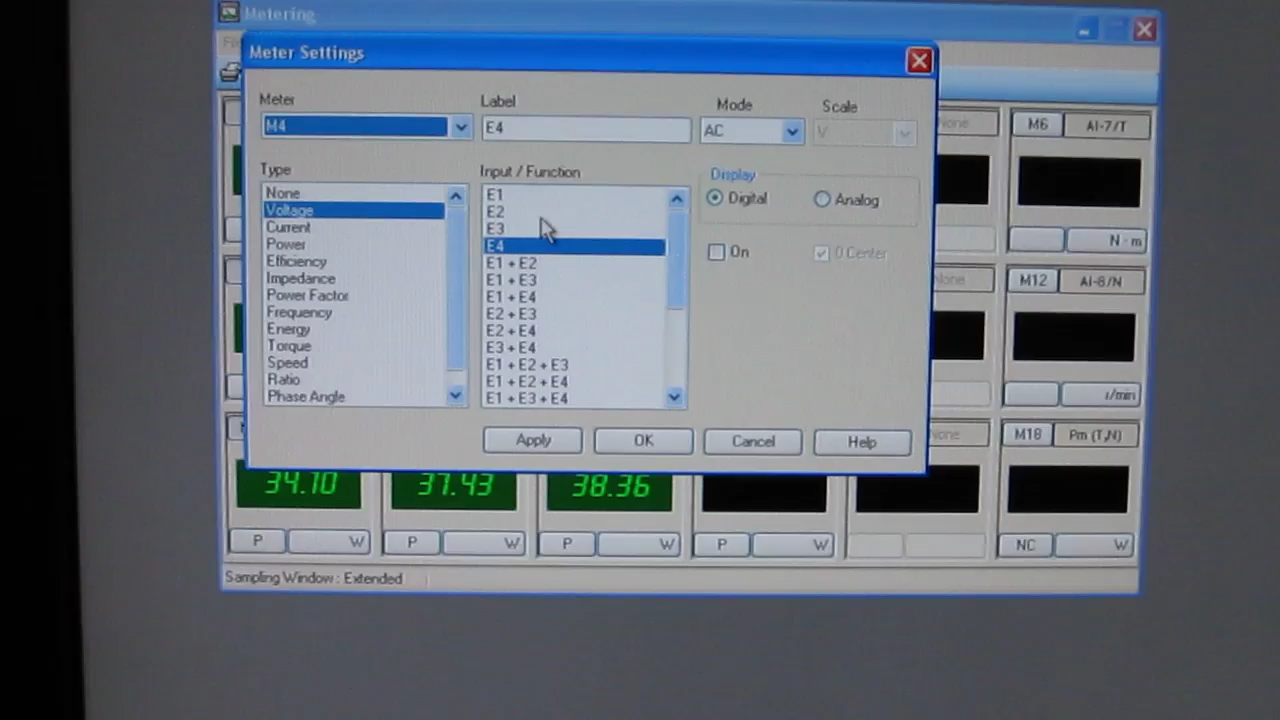 Metering
Meter Settings
Meter
Label
Mode
Scale
M4
E4
AC
V
None
M6
AI-7/T
Type
Input / Function
Display
None
Voltage
Current
Power
Efficiency
Impedance
Power Factor
Frequency
Energy
Torque
Speed
Ratio
Phase Angle
E1
E2
E3
E4
E1 + E2
E1 + E3
E1 + E4
E2 + E3
E2 + E4
E3 + E4
E1 + E2 + E3
E1 + E2 + E4
E1 + E3 + E4
Digital
Analog
On
0 Center
N·m
None
M12
AI-8/N
r/min
Apply
OK
Cancel
Help
None
M18
Pm (T,N)
34.10
37.43
38.36
P
W
P
W
P
W
P
W
NC
W
Sampling Window : Extended